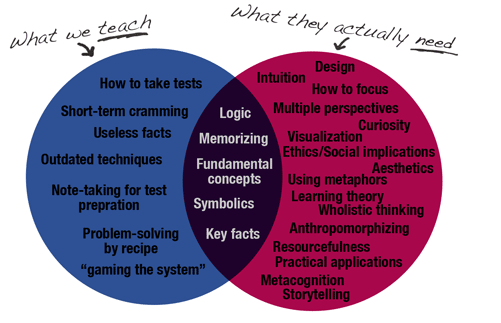 What we teach
What they actually need
How to take tests
Short-term cramming
Useless facts
Outdated techniques
Note-taking for test
prepration
Problem-solving
by recipe
“gaming the system”
Logic
Memorizing
Fundamental
concepts
Symbolics
Key facts
Design
Intuition
How to focus
Multiple perspectives
Curiosity
Visualization
Ethics/Social implications
Aesthetics
Using metaphors
Learning theory
Wholistic thinking
Anthropomorphizing
Resourcefulness
Practical applications
Metacognition
Storytelling